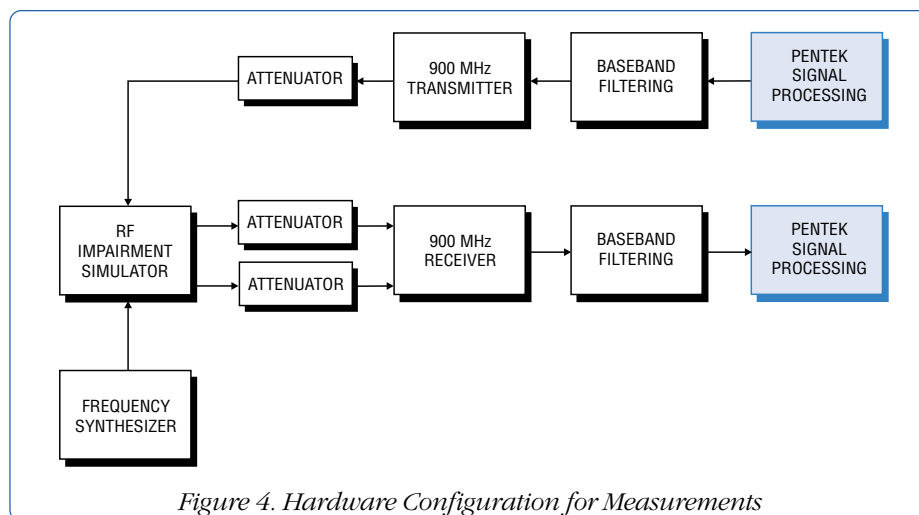 ATTENUATOR
900 MHz
TRANSMITTER
BASEBAND
FILTERING
PENTEK
SIGNAL
PROCESSING
RF
IMPAIRMENT
SIMULATOR
ATTENUATOR
ATTENUATOR
900 MHz
RECEIVER
BASEBAND
FILTERING
PENTEK
SIGNAL
PROCESSING
FREQUENCY
SYNTHESIZER
Figure 4. Hardware Configuration for Measurements